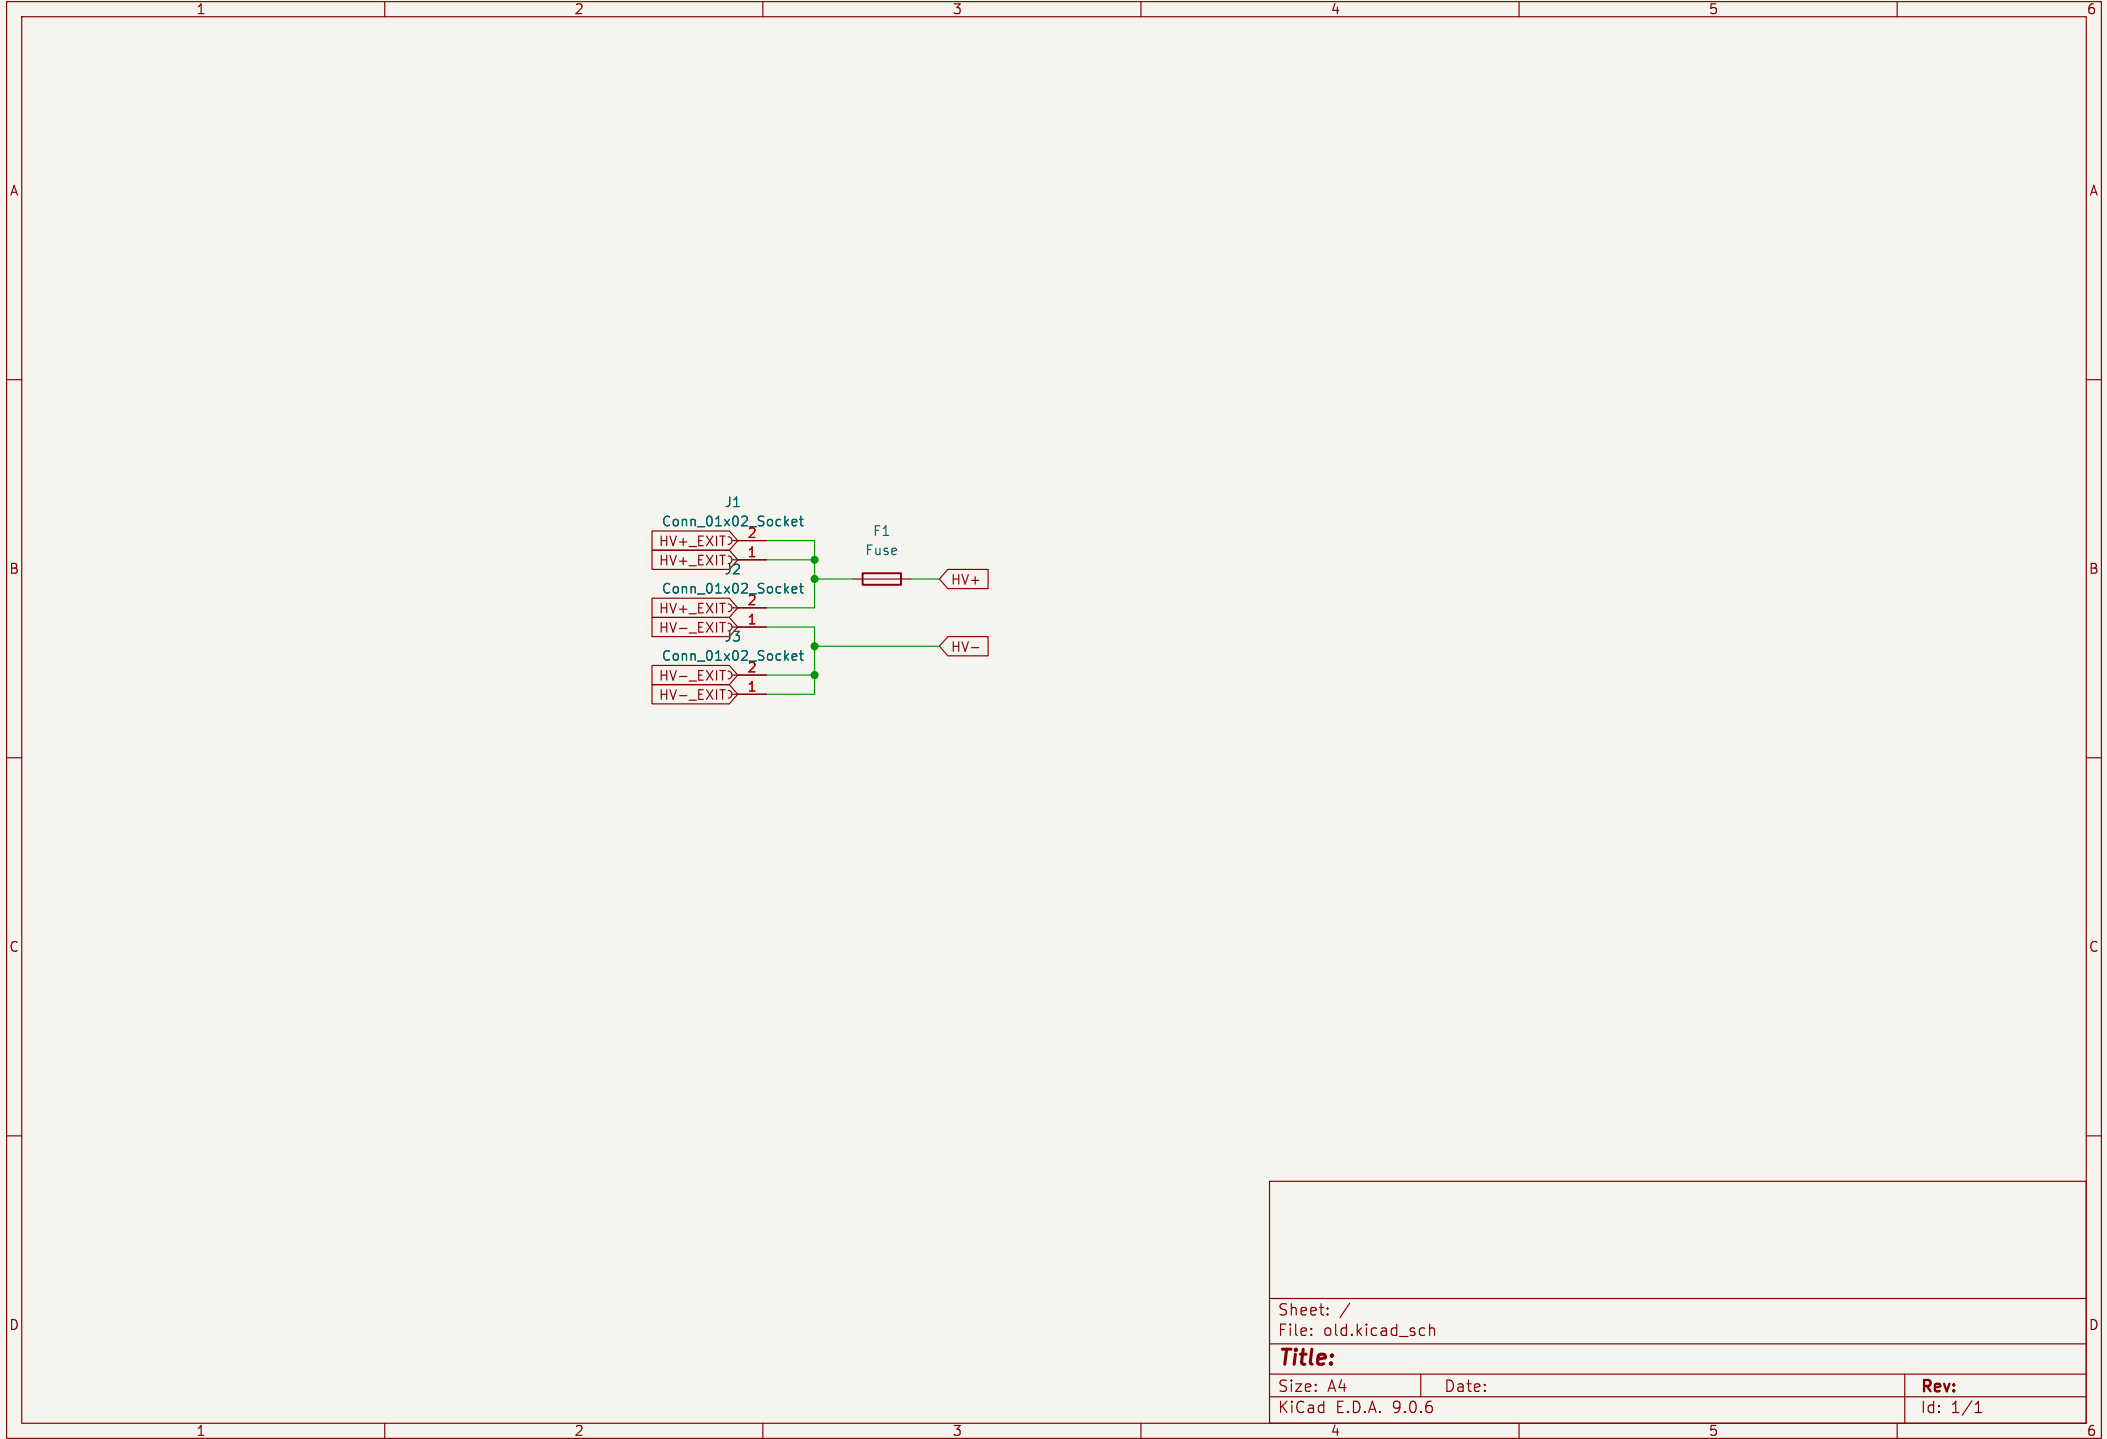 1 2 3 4 5 6
A A
J1
Conn_01x02_Socket
F1
Fuse
HV+_EXIT 2
HV+_EXIT 1
B B
HV+
J2
Conn_01x02_Socket
HV+_EXIT 2
HV-_EXIT 1
HV-
J3
Conn_01x02_Socket
HV-_EXIT 2
HV-_EXIT 1
C C
Sheet: /
File: old.kicad_sch
D D
Title:
Size: A4 Date: Rev:
KiCad E.D.A. 9.0.6 Id: 1/1
1 2 3 4 5 6